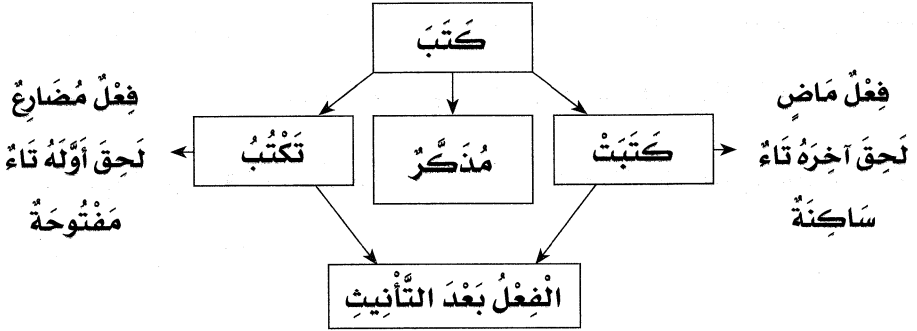 كَتَبَ
فِعْلٌ مَاضٍ
لَحِقَ آخِرَهُ تَاءٌ
سَاكِنَةٌ
كَتَبَتْ
مُذَكَّرٌ
تَكْتُبُ
فِعْلٌ مُضَارِعٌ
لَحِقَ أَوَّلَهُ تَاءٌ
مَفْتُوحَةٌ
الْفِعْلُ بَعْدَ التَّأْنِيثِ